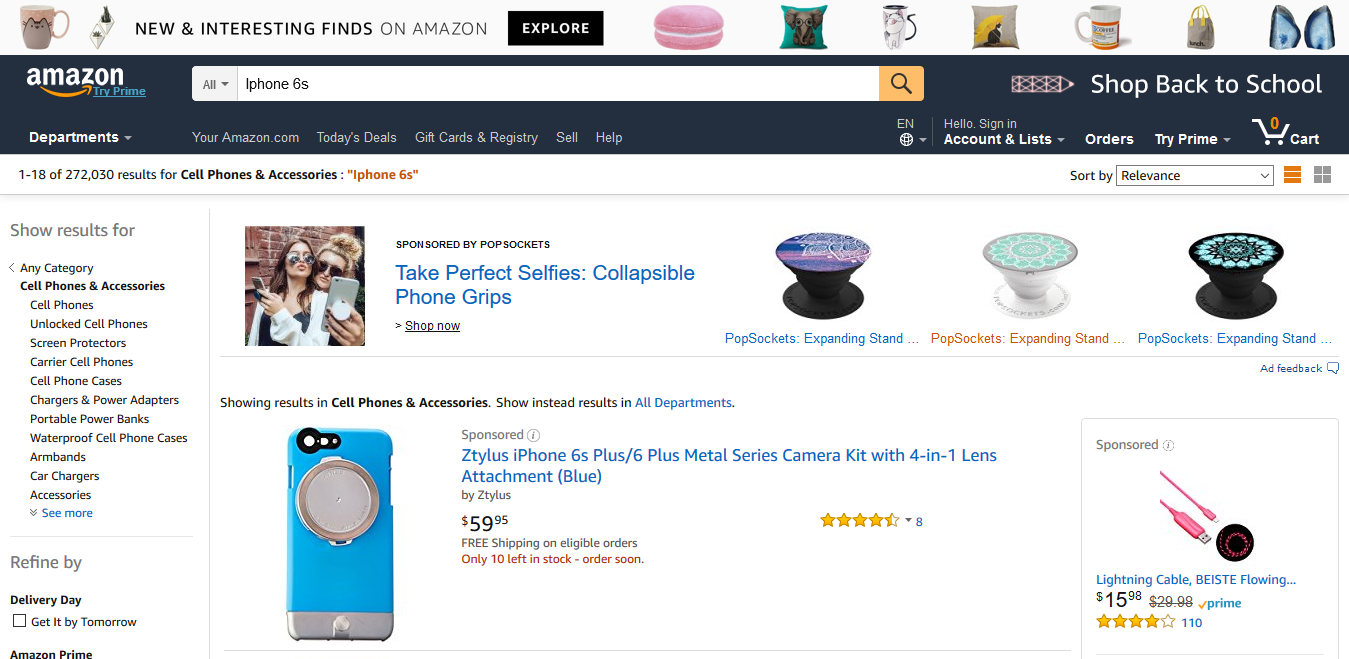 NEW & INTERESTING FINDS ON AMAZON EXPLORE
amazon
Try Prime
All
Iphone 6s
Shop Back to School
Departments
Your Amazon.com Today's Deals Gift Cards & Registry Sell Help
EN
Hello. Sign in
Account & Lists
Orders
Try Prime
0
Cart
1-18 of 272,030 results for Cell Phones & Accessories : "Iphone 6s"
Sort by Relevance
Show results for
Any Category
Cell Phones & Accessories
Cell Phones
Unlocked Cell Phones
Screen Protectors
Carrier Cell Phones
Cell Phone Cases
Chargers & Power Adapters
Portable Power Banks
Waterproof Cell Phone Cases
Armbands
Car Chargers
Accessories
See more
Refine by
Delivery Day
Get It by Tomorrow
Amazon Prime
SPONSORED BY POPSOCKETS
Take Perfect Selfies: Collapsible
Phone Grips
> Shop now
PopSockets: Expanding Stand ...
PopSockets: Expanding Stand ...
PopSockets: Expanding Stand ...
Ad feedback
Showing results in Cell Phones & Accessories. Show instead results in All Departments.
Sponsored
Ztylus iPhone 6s Plus/6 Plus Metal Series Camera Kit with 4-in-1 Lens
Attachment (Blue)
by Ztylus
$59 95
FREE Shipping on eligible orders
Only 10 left in stock - order soon.
8
Sponsored
Lightning Cable, BEISTE Flowing...
$15 98 $29.98 prime
110